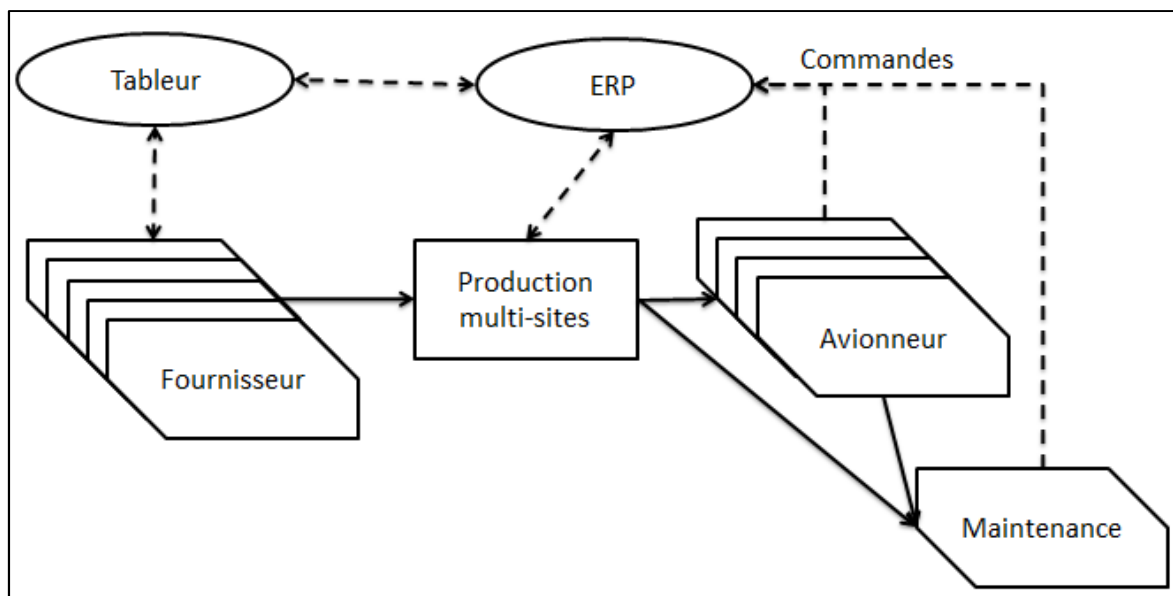 Commandes
Tableur
ERP
Production
multi-sites
Avionneur
Fournisseur
Maintenance